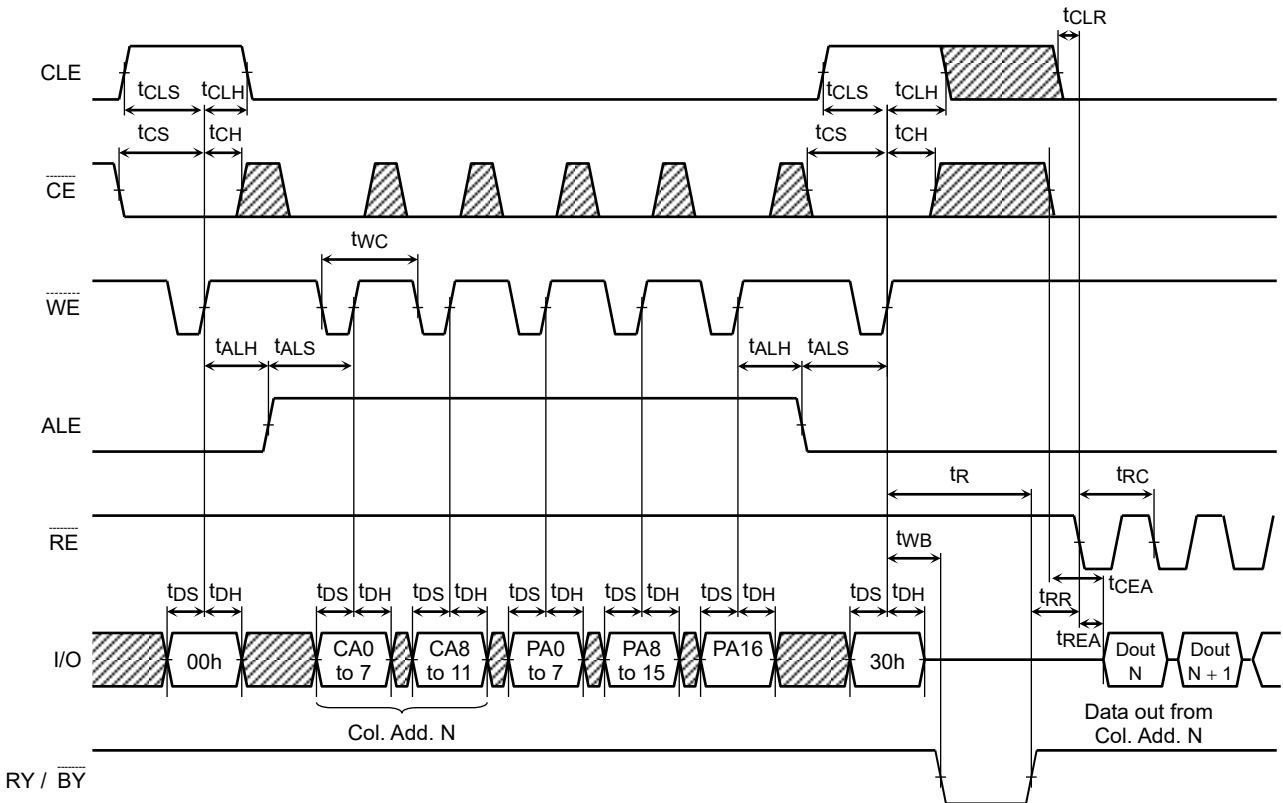 tCLR
CLE
tCLS tCLH tCLS tCLH
tCS tCH tCS tCH
CE
tWC
WE
tALH tALS tALH tALS
ALE
tR tRC
RE
tWB
tDS tDH tDS tDH tDS tDH tDS tDH tDS tDH tDS tDH tDS tDH tCEA
tRR
tREA
I/O
00h
CA0
to 7
CA8
to 11
PA0
to 7
PA8
to 15
PA16
30h
Dout
N
Dout
N + 1
Col. Add. N
Data out from
Col. Add. N
RY / BY